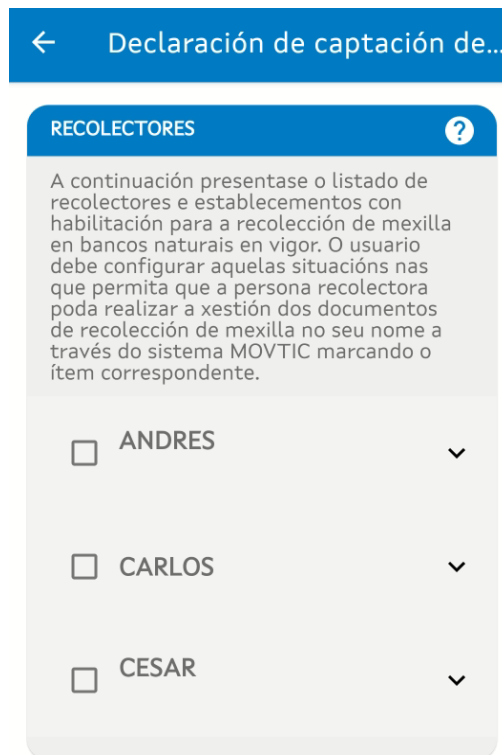 Declaración de captación de...
RECOLECTORES
A continuación presentase o listado de
recolectores e establecementos con
habilitación para a recolección de mexilla
en bancos naturais en vigor. O usuario
debe configurar aquelas situacións nas
que permita que a persona recolectora
poda realizar a xestión dos documentos
de recolección de mexilla no seu nome a
través do sistema MOVTIC marcando o
ítem correspondente.
ANDRES
CARLOS
CESAR